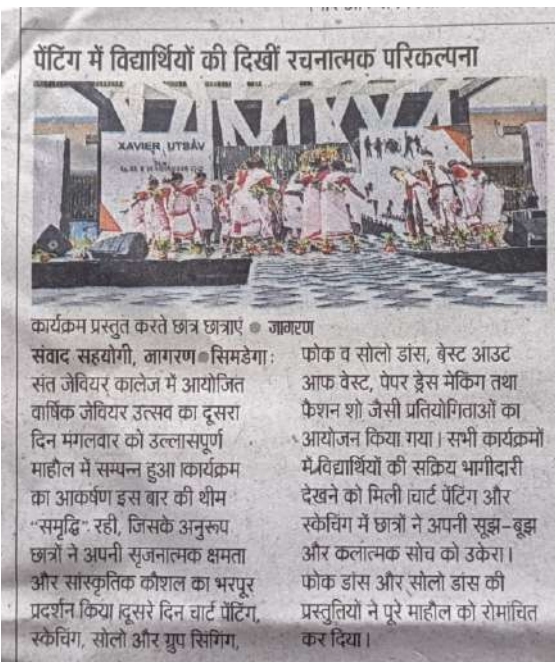 पेंटिंग में विद्यार्थियों की दिखीं रचनात्मक परिकल्पना
XAVIER UTSAV
कार्यक्रम प्रस्तुत करते छात्र छात्राएं ● जागरण
संवाद सहयोगी, जागरण ● सिमडेगा:
संत जेवियर कालेज में आयोजित
वार्षिक जेवियर उत्सव का दूसरा
दिन मंगलवार को उल्लासपूर्ण
माहौल में सम्पन्न हुआ।कार्यक्रम
का आकर्षण इस बार की थीम
“समृद्धि” रही, जिसके अनुरूप
छात्रों ने अपनी सृजनात्मक क्षमता
और सांस्कृतिक कौशल का भरपूर
प्रदर्शन किया।दूसरे दिन चार्ट पेंटिंग,
स्केचिंग, सोलो और ग्रुप सिंगिंग,
फोक व सोलो डांस, बेस्ट आउट
आफ वेस्ट, पेपर ड्रेस मेकिंग तथा
फैशन शो जैसी प्रतियोगिताओं का
आयोजन किया गया। सभी कार्यक्रमों
में विद्यार्थियों की सक्रिय भागीदारी
देखने को मिली।चार्ट पेंटिंग और
स्केचिंग में छात्रों ने अपनी सूझ-बूझ
और कलात्मक सोच को उकेरा।
फोक डांस और सोलो डांस की
प्रस्तुतियों ने पूरे माहौल को रोमांचित
कर दिया।